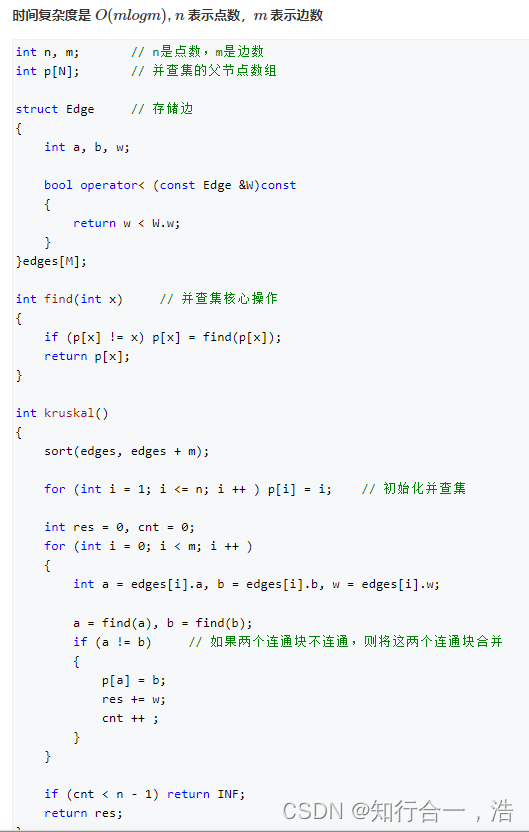 时间复杂度是 O(mlogm), n 表示点数，m 表示边数
int n, m;       // n是点数，m是边数
int p[N];       // 并查集的父节点数组

struct Edge     // 存储边
{
    int a, b, w;

    bool operator< (const Edge &W)const
    {
        return w < W.w;
    }
}edges[M];

int find(int x)     // 并查集核心操作
{
    if (p[x] != x) p[x] = find(p[x]);
    return p[x];
}

int kruskal()
{
    sort(edges, edges + m);

    for (int i = 1; i <= n; i ++ ) p[i] = i;    // 初始化并查集

    int res = 0, cnt = 0;
    for (int i = 0; i < m; i ++ )
    {
        int a = edges[i].a, b = edges[i].b, w = edges[i].w;

        a = find(a), b = find(b);
        if (a != b)     // 如果两个连通块不连通，则将这两个连通块合并
        {
            p[a] = b;
            res += w;
            cnt ++ ;
        }
    }

    if (cnt < n - 1) return INF;
    return res;
CSDN @知行合一，浩